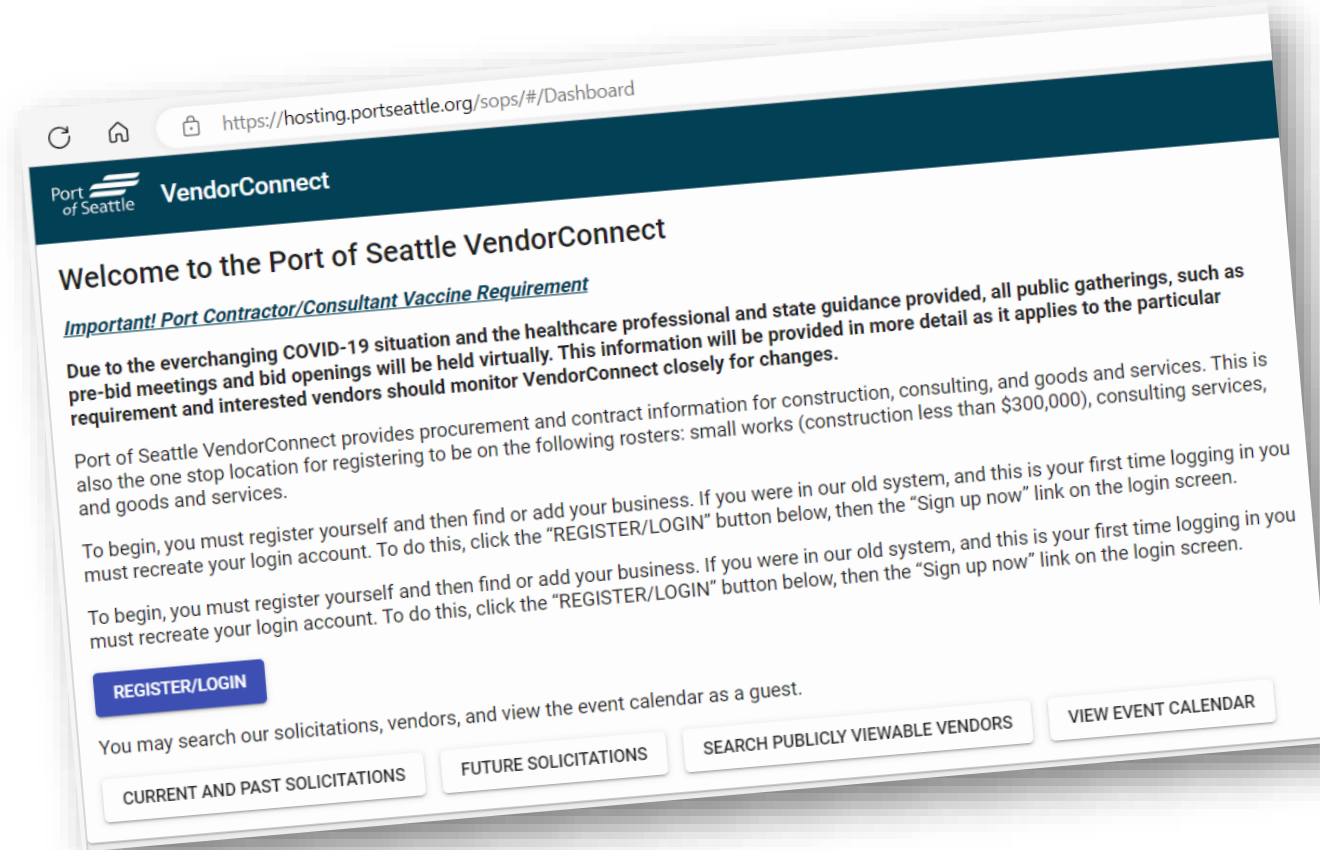 https://hosting.portseattle.org/sops/#/Dashboard
Port
of Seattle
VendorConnect
Welcome to the Port of Seattle VendorConnect
Important! Port Contractor/Consultant Vaccine Requirement
Due to the everchanging COVID-19 situation and the healthcare professional and state guidance provided, all public gatherings, such as
pre-bid meetings and bid openings will be held virtually. This information will be provided in more detail as it applies to the particular
requirement and interested vendors should monitor VendorConnect closely for changes.
Port of Seattle VendorConnect provides procurement and contract information for construction, consulting, and goods and services. This is
also the one stop location for registering to be on the following rosters: small works (construction less than $300,000), consulting services,
and goods and services.
To begin, you must register yourself and then find or add your business. If you were in our old system, and this is your first time logging in you
must recreate your login account. To do this, click the “REGISTER/LOGIN” button below, then the “Sign up now” link on the login screen.
To begin, you must register yourself and then find or add your business. If you were in our old system, and this is your first time logging in you
must recreate your login account. To do this, click the “REGISTER/LOGIN” button below, then the “Sign up now” link on the login screen.
REGISTER/LOGIN
You may search our solicitations, vendors, and view the event calendar as a guest.
CURRENT AND PAST SOLICITATIONS
FUTURE SOLICITATIONS
SEARCH PUBLICLY VIEWABLE VENDORS
VIEW EVENT CALENDAR